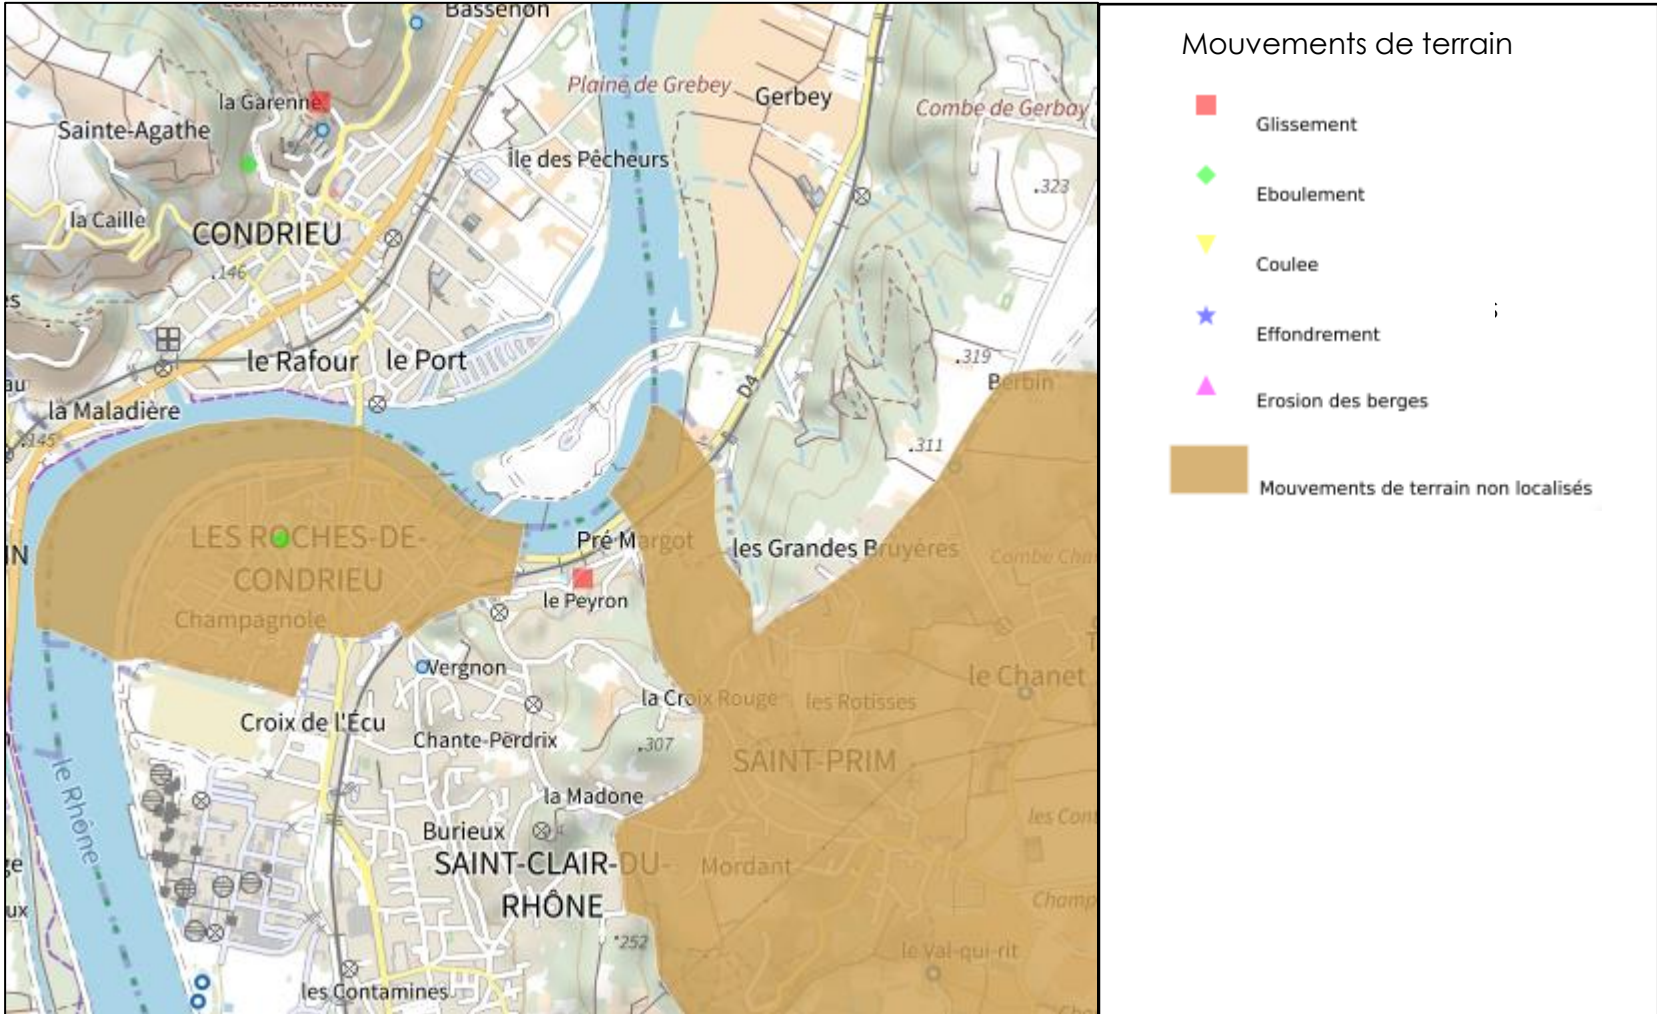 Bassenon
la Garenne
Plaine de Grebey
Gerbey
Combe de Gerbay
Sainte-Agathe
Île des Pêcheurs
.323
la Caille
CONDRIEU
.146
le Rafour
le Port
.319
Berbin
D4
la Maladière
.145
.311
LES ROCHES-DE-
CONDRIEU
Pré Margot
les Grandes Bruyères
IN
le Peyron
Champagnole
Vergnon
le Chanet
la Croix Rouge
les Rotisses
Croix de l'Écu
Chante-Perdrix
.307
SAINT-PRIM
le Rhône
la Madone
Burieux
SAINT-CLAIR-DU-
RHÔNE
Mordant
.252
le Val-qui-rit
les Contamines
Mouvements de terrain
Glissement
Eboulement
Coulee
Effondrement
Erosion des berges
Mouvements de terrain non localisés